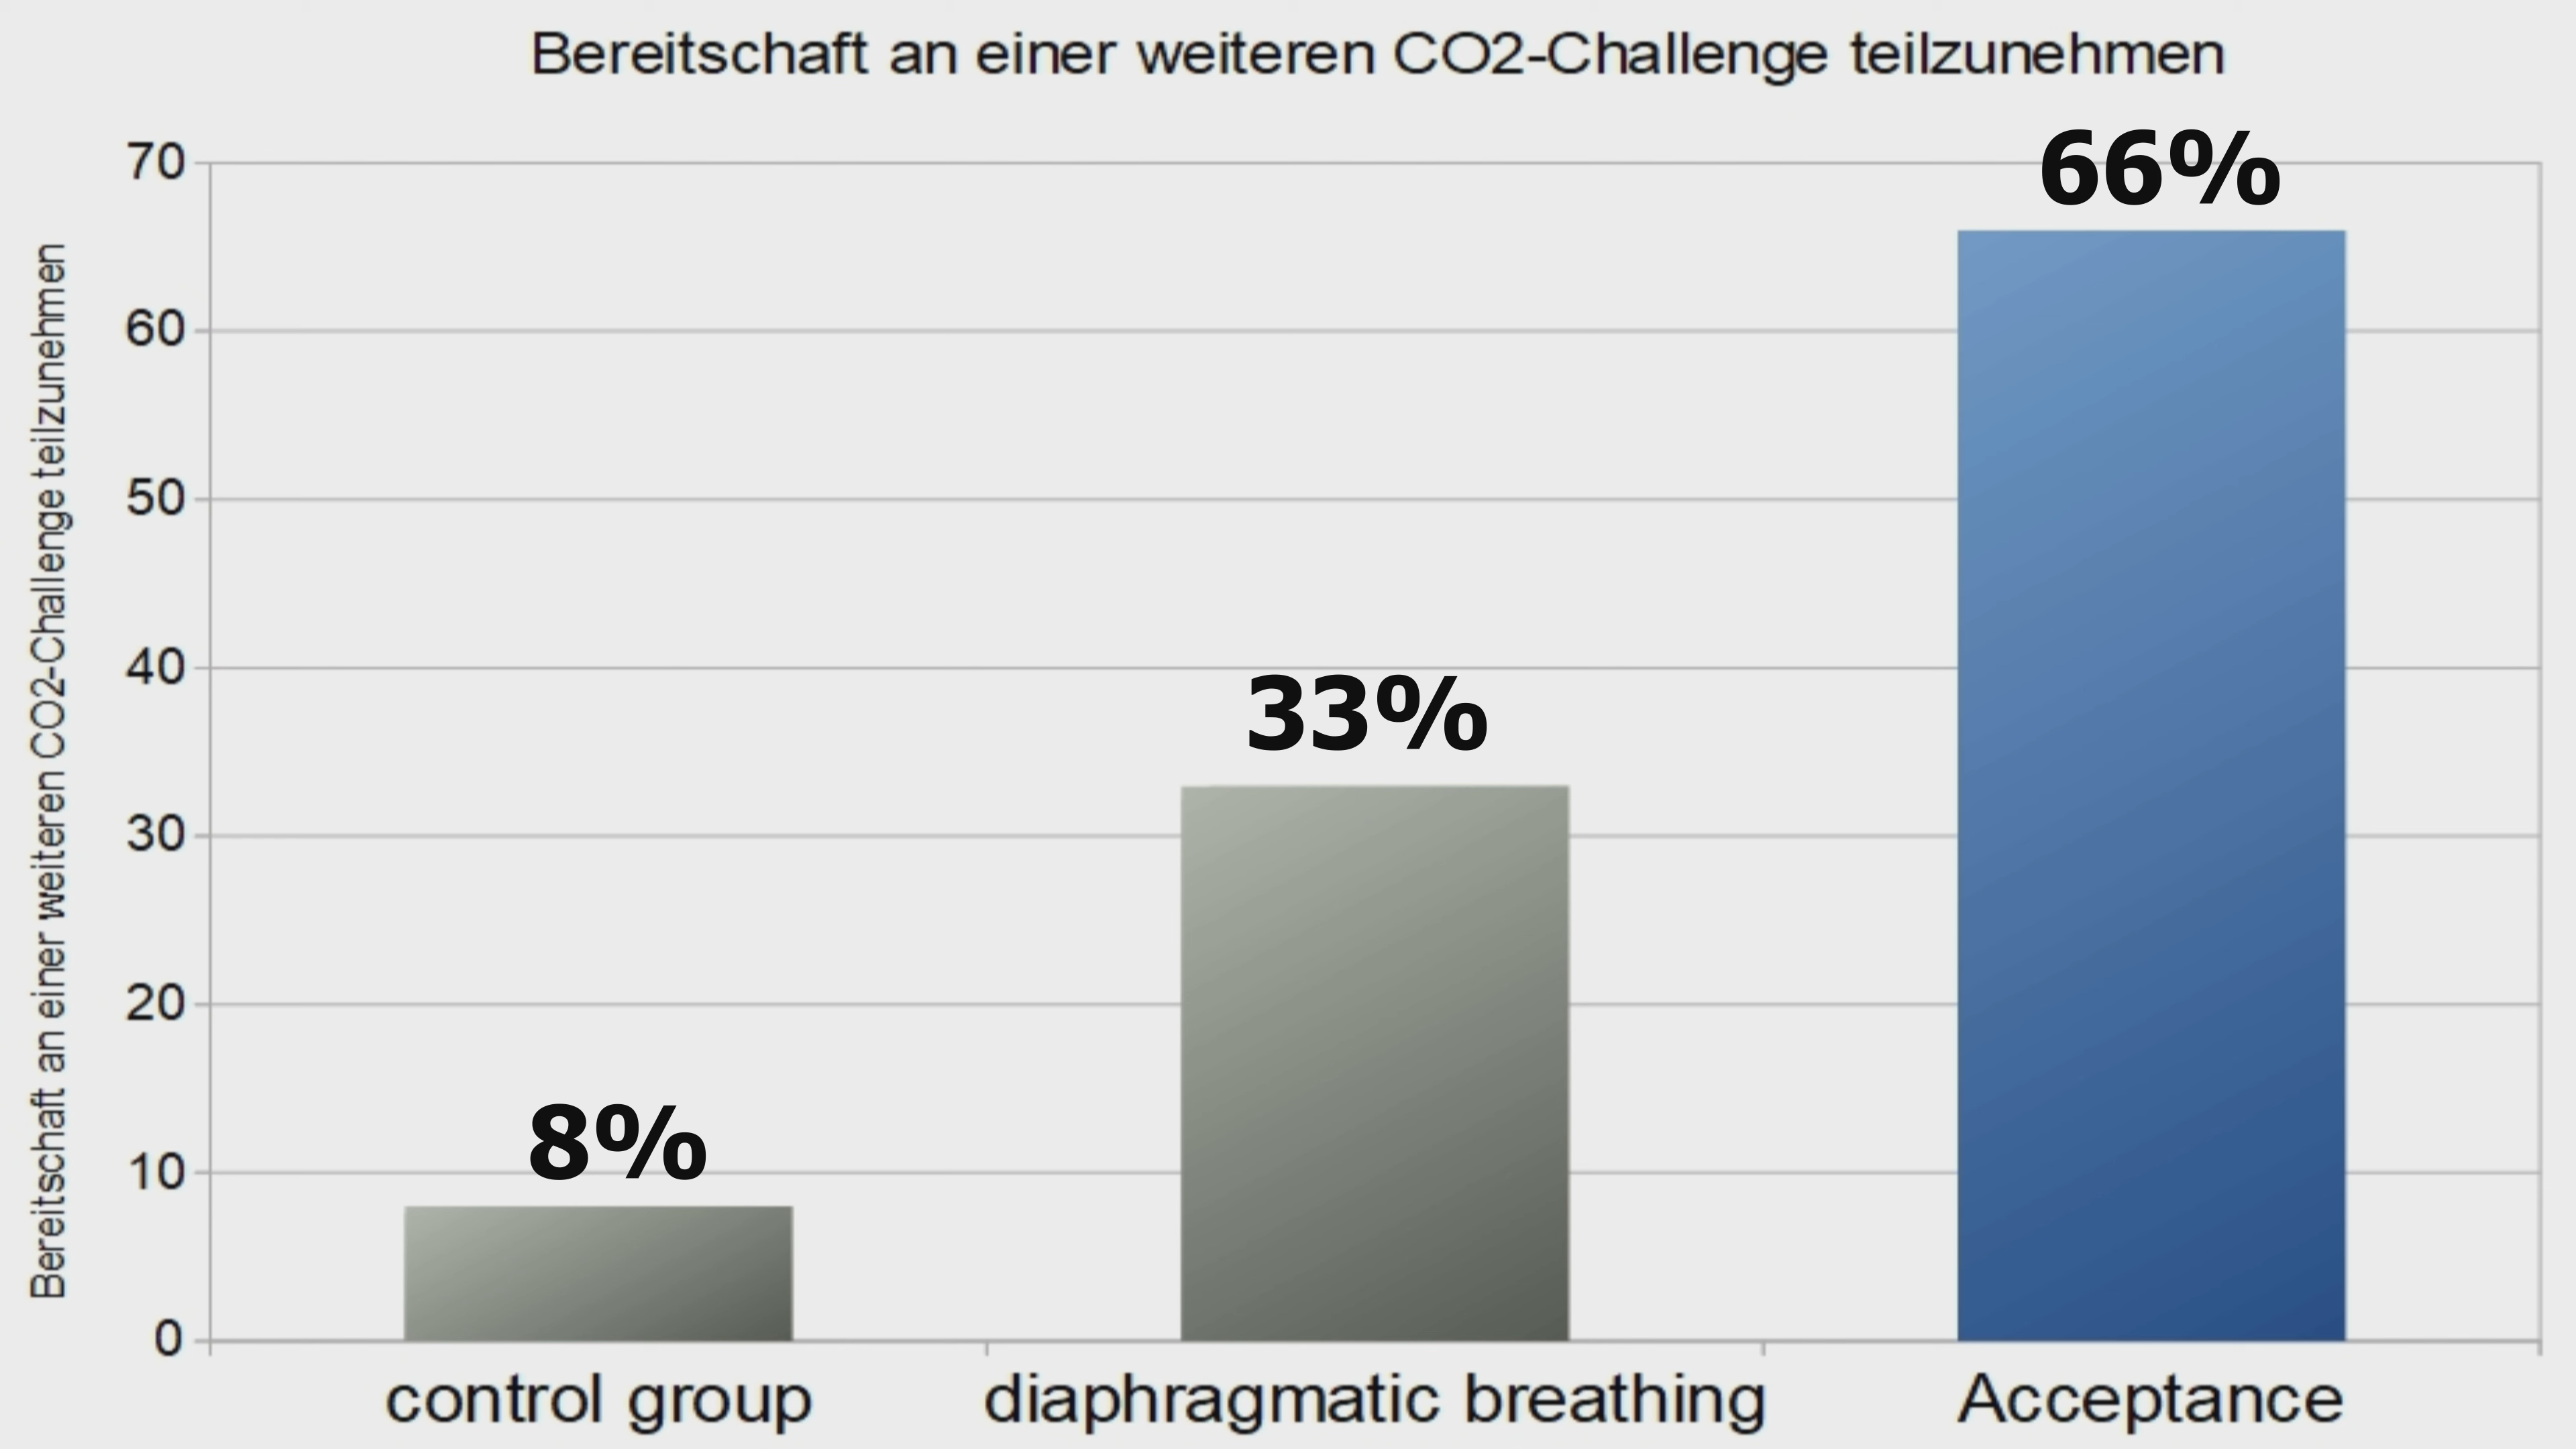 Bereitschaft an einer weiteren CO2-Challenge teilzunehmen
Bereitschaft an einer weiteren CO2-Challenge teilzunehmen
70
60
50
40
30
20
10
0
8%
33%
66%
control group
diaphragmatic breathing
Acceptance